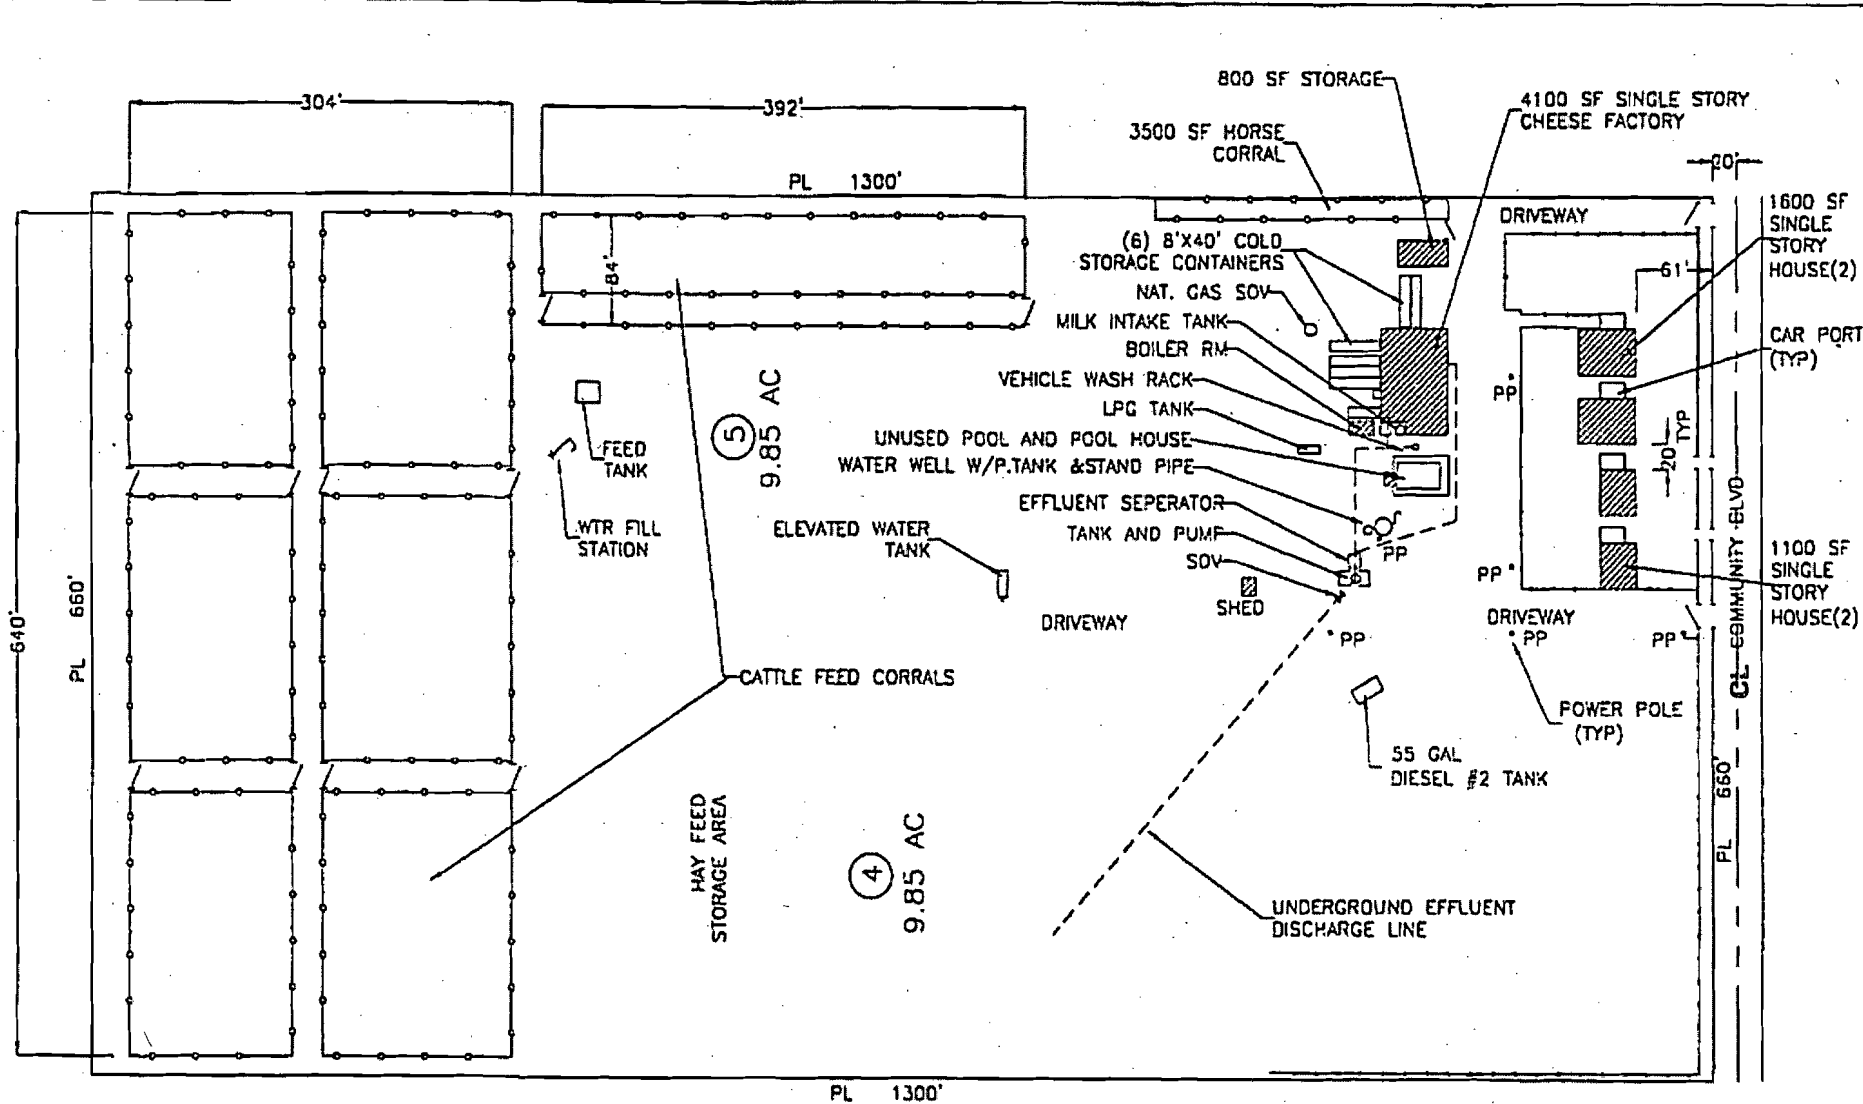 304'
392'
800 SF STORAGE
4100 SF SINGLE STORY
CHEESE FACTORY
3500 SF HORSE
CORRAL
PL 1300'
20'
DRIVEWAY
1600 SF
SINGLE
STORY
HOUSE(2)
(6) 8'X40' COLD
STORAGE CONTAINERS
84'
61'
NAT. GAS SOV
MILK INTAKE TANK
BOILER RM
CAR PORT
(TYP)
VEHICLE WASH RACK
PP
LPG TANK
UNUSED POOL AND POOL HOUSE
WATER WELL W/P.TANK &STAND PIPE
20'
TYP
5
9.85 AC
FEED
TANK
EFFLUENT SEPERATOR
TANK AND PUMP
SOV
WTR FILL
STATION
ELEVATED WATER
TANK
PP
PP
1100 SF
SINGLE
STORY
HOUSE(2)
640'
PL 660'
SHED
DRIVEWAY
DRIVEWAY
PP
PP
PP
CL COMMUNITY BLVD
CATTLE FEED CORRALS
POWER POLE
(TYP)
55 GAL
DIESEL #2 TANK
PL 660'
HAY FEED
STORAGE AREA
4
9.85 AC
UNDERGROUND EFFLUENT
DISCHARGE LINE
PL 1300'